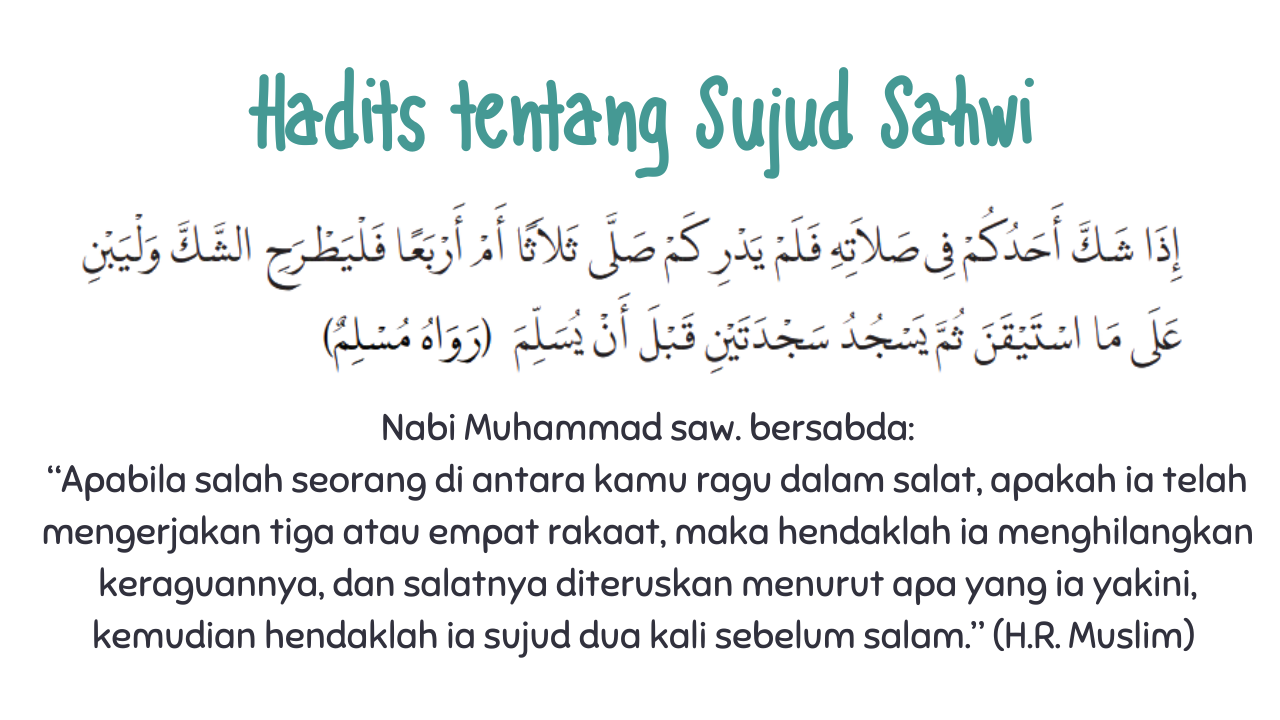 Hadits tentang Sujud Sahwi
إِذَا شَكَّ أَحَدُكُمْ فِى صَلاَتِهِ فَلَمْ يَدْرِ كَمْ صَلَّى ثَلاَثًا أَمْ أَرْبَعًا فَلْيَطْرَحِ الشَّكَّ وَلْيَبْنِ
عَلَى مَا اسْتَيْقَنَ ثُمَّ يَسْجُدُ سَجْدَتَيْنِ قَبْلَ أَنْ يُسَلِّمَ (رَوَاهُ مُسْلِمٌ)
Nabi Muhammad saw. bersabda:
“Apabila salah seorang di antara kamu ragu dalam salat, apakah ia telah
mengerjakan tiga atau empat rakaat, maka hendaklah ia menghilangkan
keraguannya, dan salatnya diteruskan menurut apa yang ia yakini,
kemudian hendaklah ia sujud dua kali sebelum salam.” (H.R. Muslim)